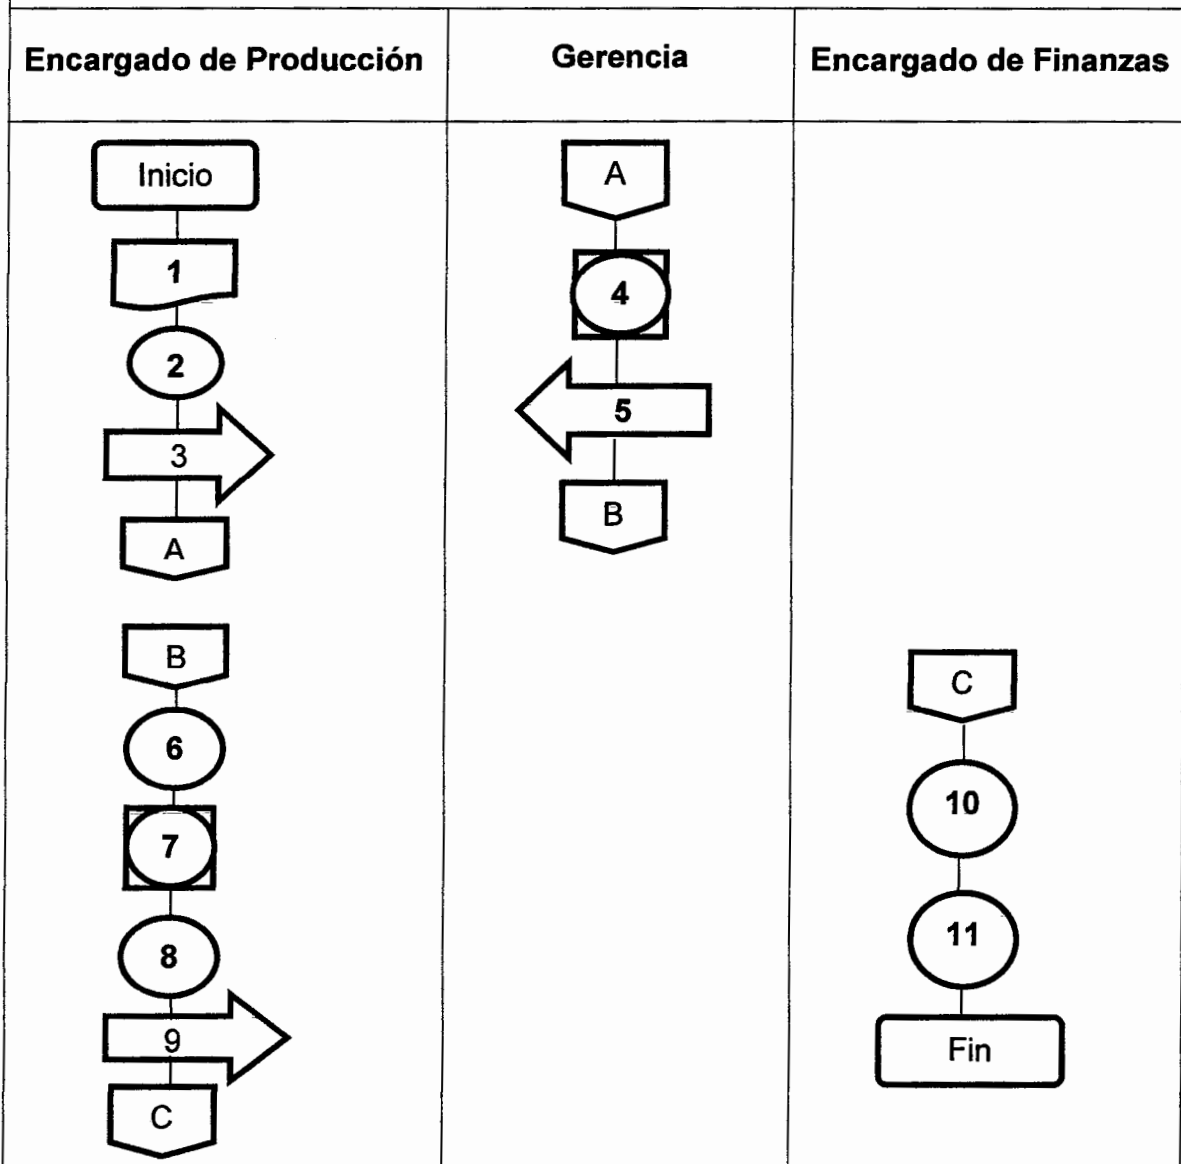 Encargado de Producción
Gerencia
Encargado de Finanzas
Inicio
1
2
3
A
B
6
7
8
9
C
A
4
5
B
C
10
11
Fin